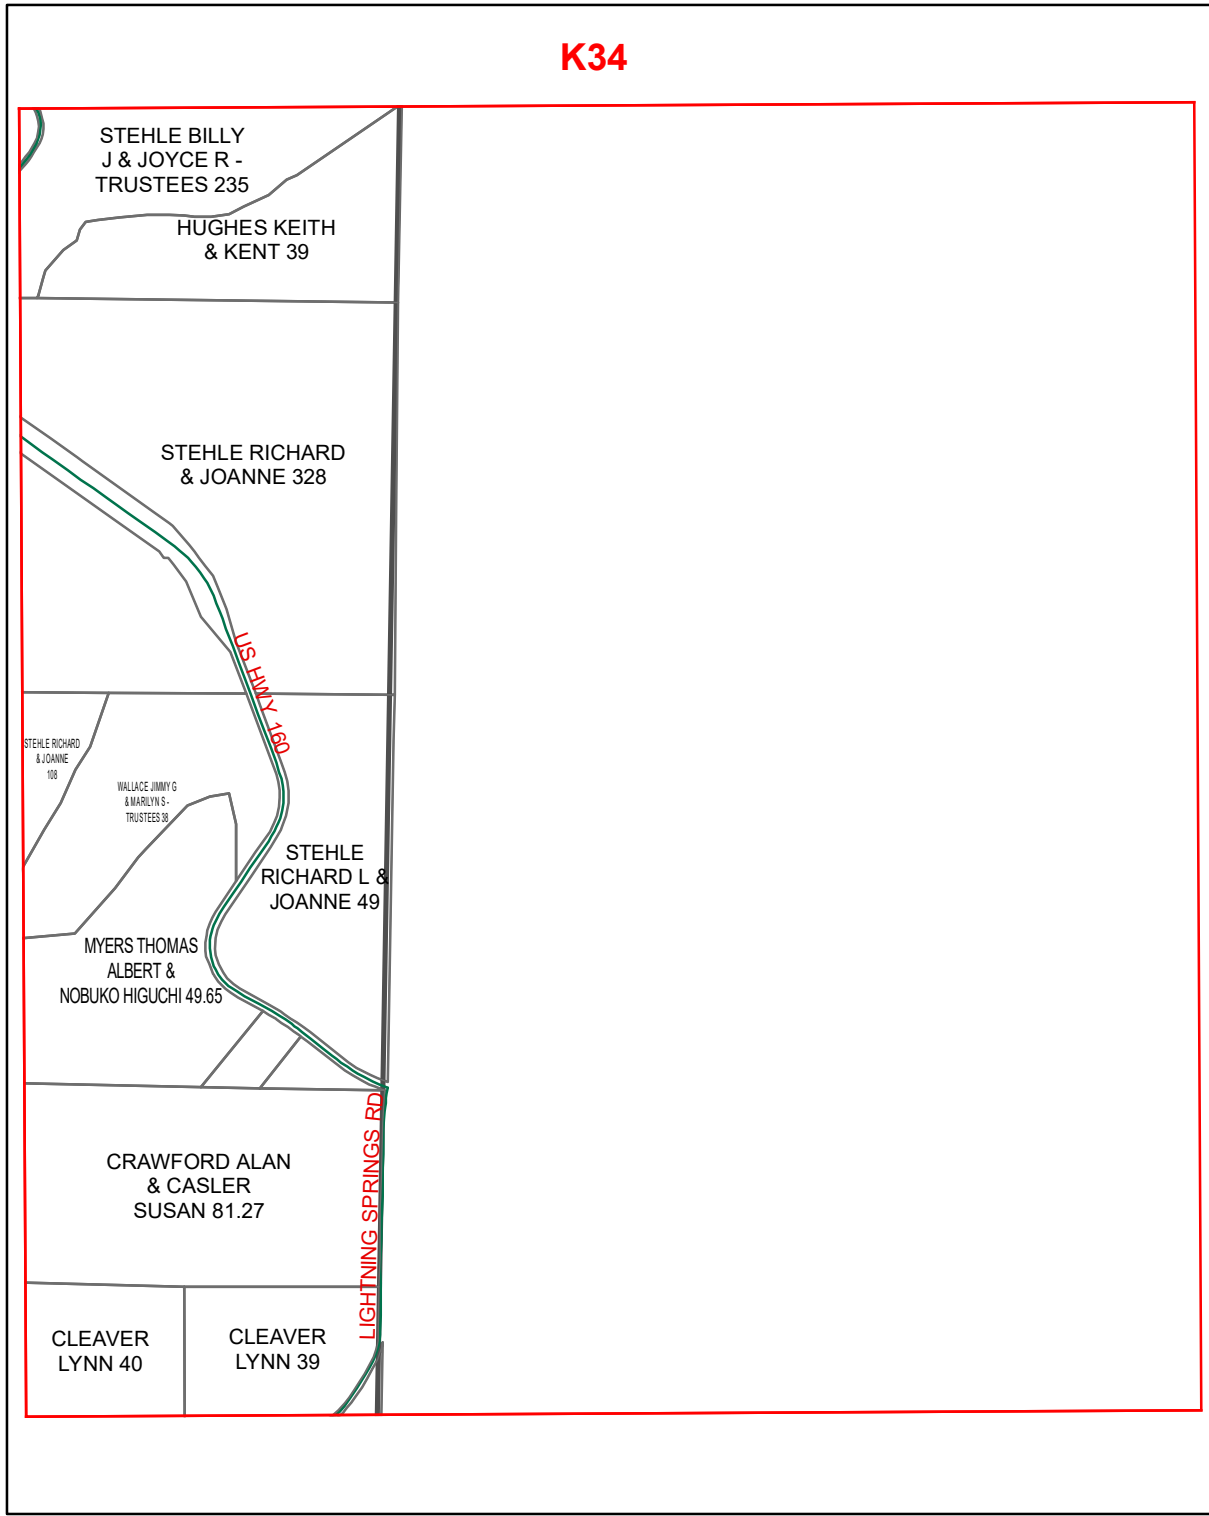 K34
STEHLE BILLY
J & JOYCE R -
TRUSTEES 235
HUGHES KEITH
& KENT 39
STEHLE RICHARD
& JOANNE 328
US HWY 160
STEHLE RICHARD
& JOANNE
108
WALLACE JIMMY G
& MARILYN S -
TRUSTEES 38
STEHLE
RICHARD L &
JOANNE 49
MYERS THOMAS
ALBERT &
NOBUKO HIGUCHI 49.65
LIGHTNING SPRINGS RD
CRAWFORD ALAN
& CASLER
SUSAN 81.27
CLEAVER
LYNN 40
CLEAVER
LYNN 39